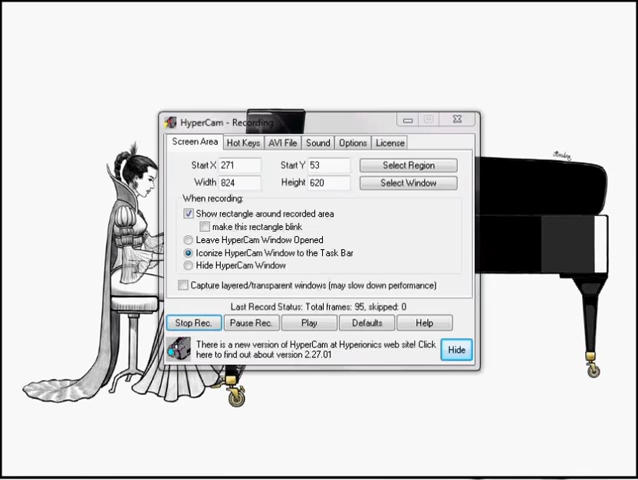 HyperCam - Recording
Screen Area Hot Keys AVI File Sound Options License
Start X 271 Start Y 53 Select Region
Width 824 Height 620 Select Window
When recording:
Show rectangle around recorded area
make this rectangle blink
Leave HyperCam Window Opened
Iconize HyperCam Window to the Task Bar
Hide HyperCam Window
Capture layered/transparent windows (may slow down performance)
Last Record Status: Total frames: 95, skipped: 0
Stop Rec. Pause Rec. Play Defaults Help
There is a new version of HyperCam at Hyperionics web site! Click
here to find out about version 2.27.01
Hide